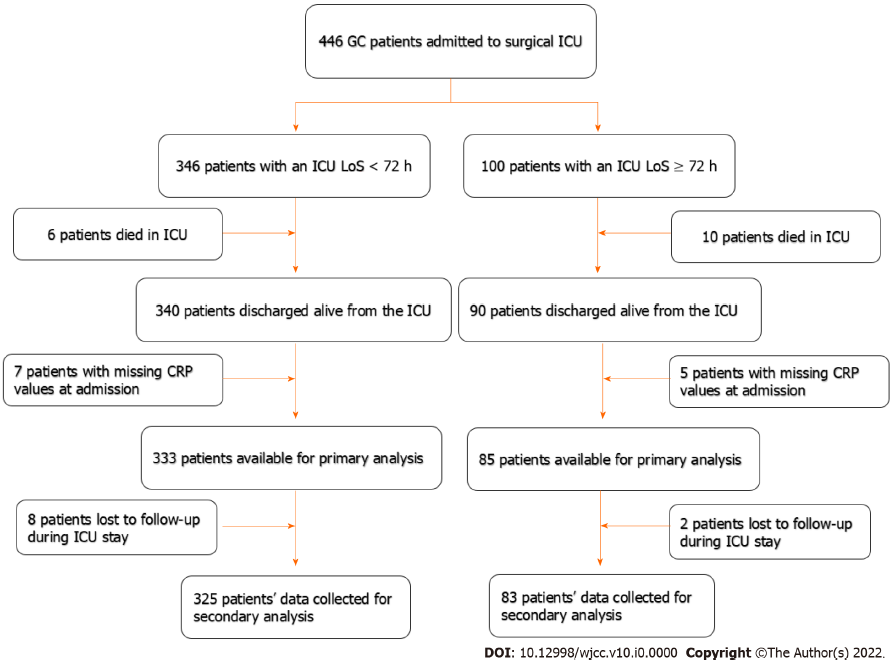 446 GC patients admitted to surgical ICU
346 patients with an ICU LoS < 72 h
100 patients with an ICU LoS ≥ 72 h
6 patients died in ICU
10 patients died in ICU
340 patients discharged alive from the ICU
90 patients discharged alive from the ICU
7 patients with missing CRP
values at admission
5 patients with missing CRP
values at admission
333 patients available for primary analysis
85 patients available for primary analysis
8 patients lost to follow-up
during ICU stay
2 patients lost to follow-up
during ICU stay
325 patients’ data collected for
secondary analysis
83 patients’ data collected for
secondary analysis
DOI: 10.12998/wjcc.v10.i0.0000 Copyright ©The Author(s) 2022.